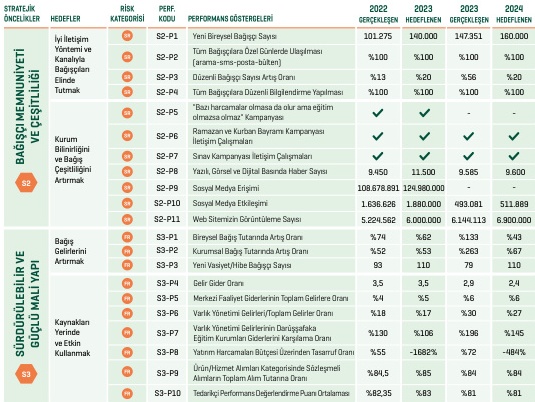 STRATEJİK ÖNCELİKLER HEDEFLER RİSK KATEGORİSİ PERF. KODU PERFORMANS GÖSTERGELERİ 2022 GERÇEKLEŞEN 2023 HEDEFLENEN 2023 GERÇEKLEŞEN 2024 HEDEFLENEN
BAĞIŞÇI MEMNUNİYETİ
VE ÇEŞİTLİLİĞİ
S2
İyi İletişim
Yöntemi ve
Kanalıyla
Bağışçıları
Elinde
Tutmak
SR S2-P1 Yeni Bireysel Bağışçı Sayısı 101.275 140.000 147.351 160.000
SR S2-P2 Tüm Bağışçılara Özel Günlerde Ulaşılması
(arama-sms-posta-bülten) %100 %100 %100 %100
SR S2-P3 Düzenli Bağışçı Sayısı Artış Oranı %13 %20 %56 %20
SR S2-P4 Tüm Bağışçılara Düzenli Bilgilendirme Yapılması %100 %100 %100 %100
Kurum
Bilinirliğini
ve Bağış
Çeşitliliğini
Artırmak
SR S2-P5 "Bazı harcamalar olmasa da olur ama eğitim
olmazsa olmaz" Kampanyası ✓ ✓ - -
SR S2-P6 Ramazan ve Kurban Bayramı Kampanyası
İletişim Çalışmaları ✓ ✓ ✓ ✓
SR S2-P7 Sınav Kampanyası İletişim Çalışmaları ✓ ✓ ✓ ✓
SR S2-P8 Yazılı, Görsel ve Dijital Basında Haber Sayısı 9.450 11.500 9.585 9.600
SR S2-P9 Sosyal Medya Erişimi 108.678.891 124.980.000 - -
SR S2-P10 Sosyal Medya Etkileşimi 1.636.626 1.880.000 493.081 511.889
SR S2-P11 Web Sitemizin Görüntüleme Sayısı 5.224.562 6.000.000 6.144.113 6.900.000
SÜRDÜRÜLEBİLİR VE
GÜÇLÜ MALİ YAPI
S3
Bağış
Gelirlerini
Artırmak
FR S3-P1 Bireysel Bağış Tutarında Artış Oranı %74 %62 %133 %43
FR S3-P2 Kurumsal Bağış Tutarında Artış Oranı %52 %53 %263 %67
FR S3-P3 Yeni Vasiyet/Hibe Bağışçı Sayısı 93 110 79 110
Kaynakları
Yerinde
ve Etkin
Kullanmak
FR S3-P4 Gelir Gider Oranı 3,5 3,5 2,9 2,4
FR S3-P5 Merkezi Faaliyet Giderlerinin Toplam Gelirlere Oranı %4 %5 %6 %6
FR S3-P6 Varlık Yönetimi Gelirleri/Toplam Gelirler Oranı %18 %17 %30 %27
FR S3-P7 Varlık Yönetimi Gelirlerinin Darüşşafaka
Eğitim Kurumları Giderlerini Karşılama Oranı %130 %106 %196 %145
FR S3-P8 Yatırım Harcamaları Bütçesi Üzerinden Tasarruf Oranı %55 -1682% %72 -484%
FR S3-P9 Ürün/Hizmet Alımları Kategorisinde Sözleşmeli
Alımların Toplam Alım Tutarına Oranı %84,5 %85 %84 %84
FR S3-P10 Tedarikçi Performans Değerlendirme Puan Ortalaması %82,35 %83 %81 %81